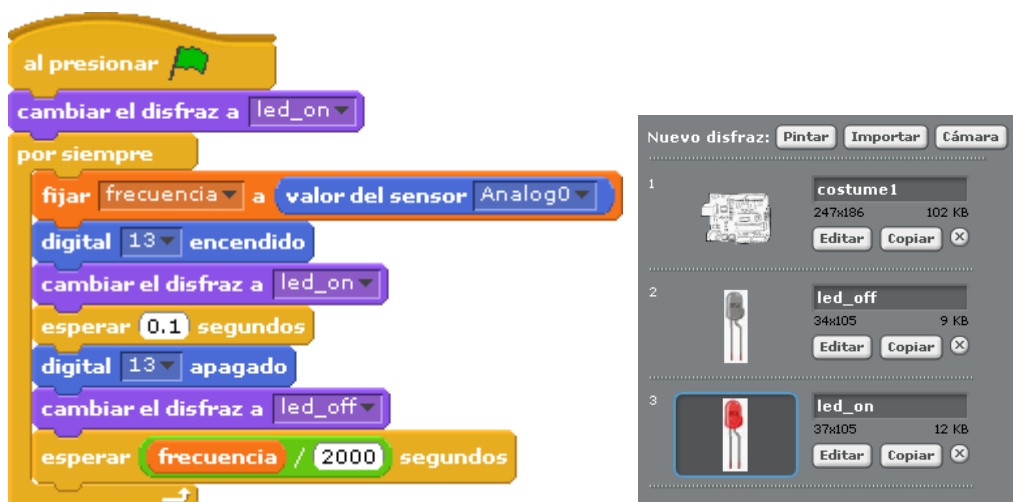 al presionar
cambiar el disfraz a led_on
por siempre
fijar frecuencia a valor del sensor Analog0
digital 13 encendido
cambiar el disfraz a led_on
esperar 0.1 segundos
digital 13 apagado
cambiar el disfraz a led_off
esperar frecuencia / 2000 segundos
Nuevo disfraz: Pintar Importar Cámara
1
costume1
247x186 102 KB
Editar Copiar
2
led_off
34x105 9 KB
Editar Copiar
3
led_on
37x105 12 KB
Editar Copiar